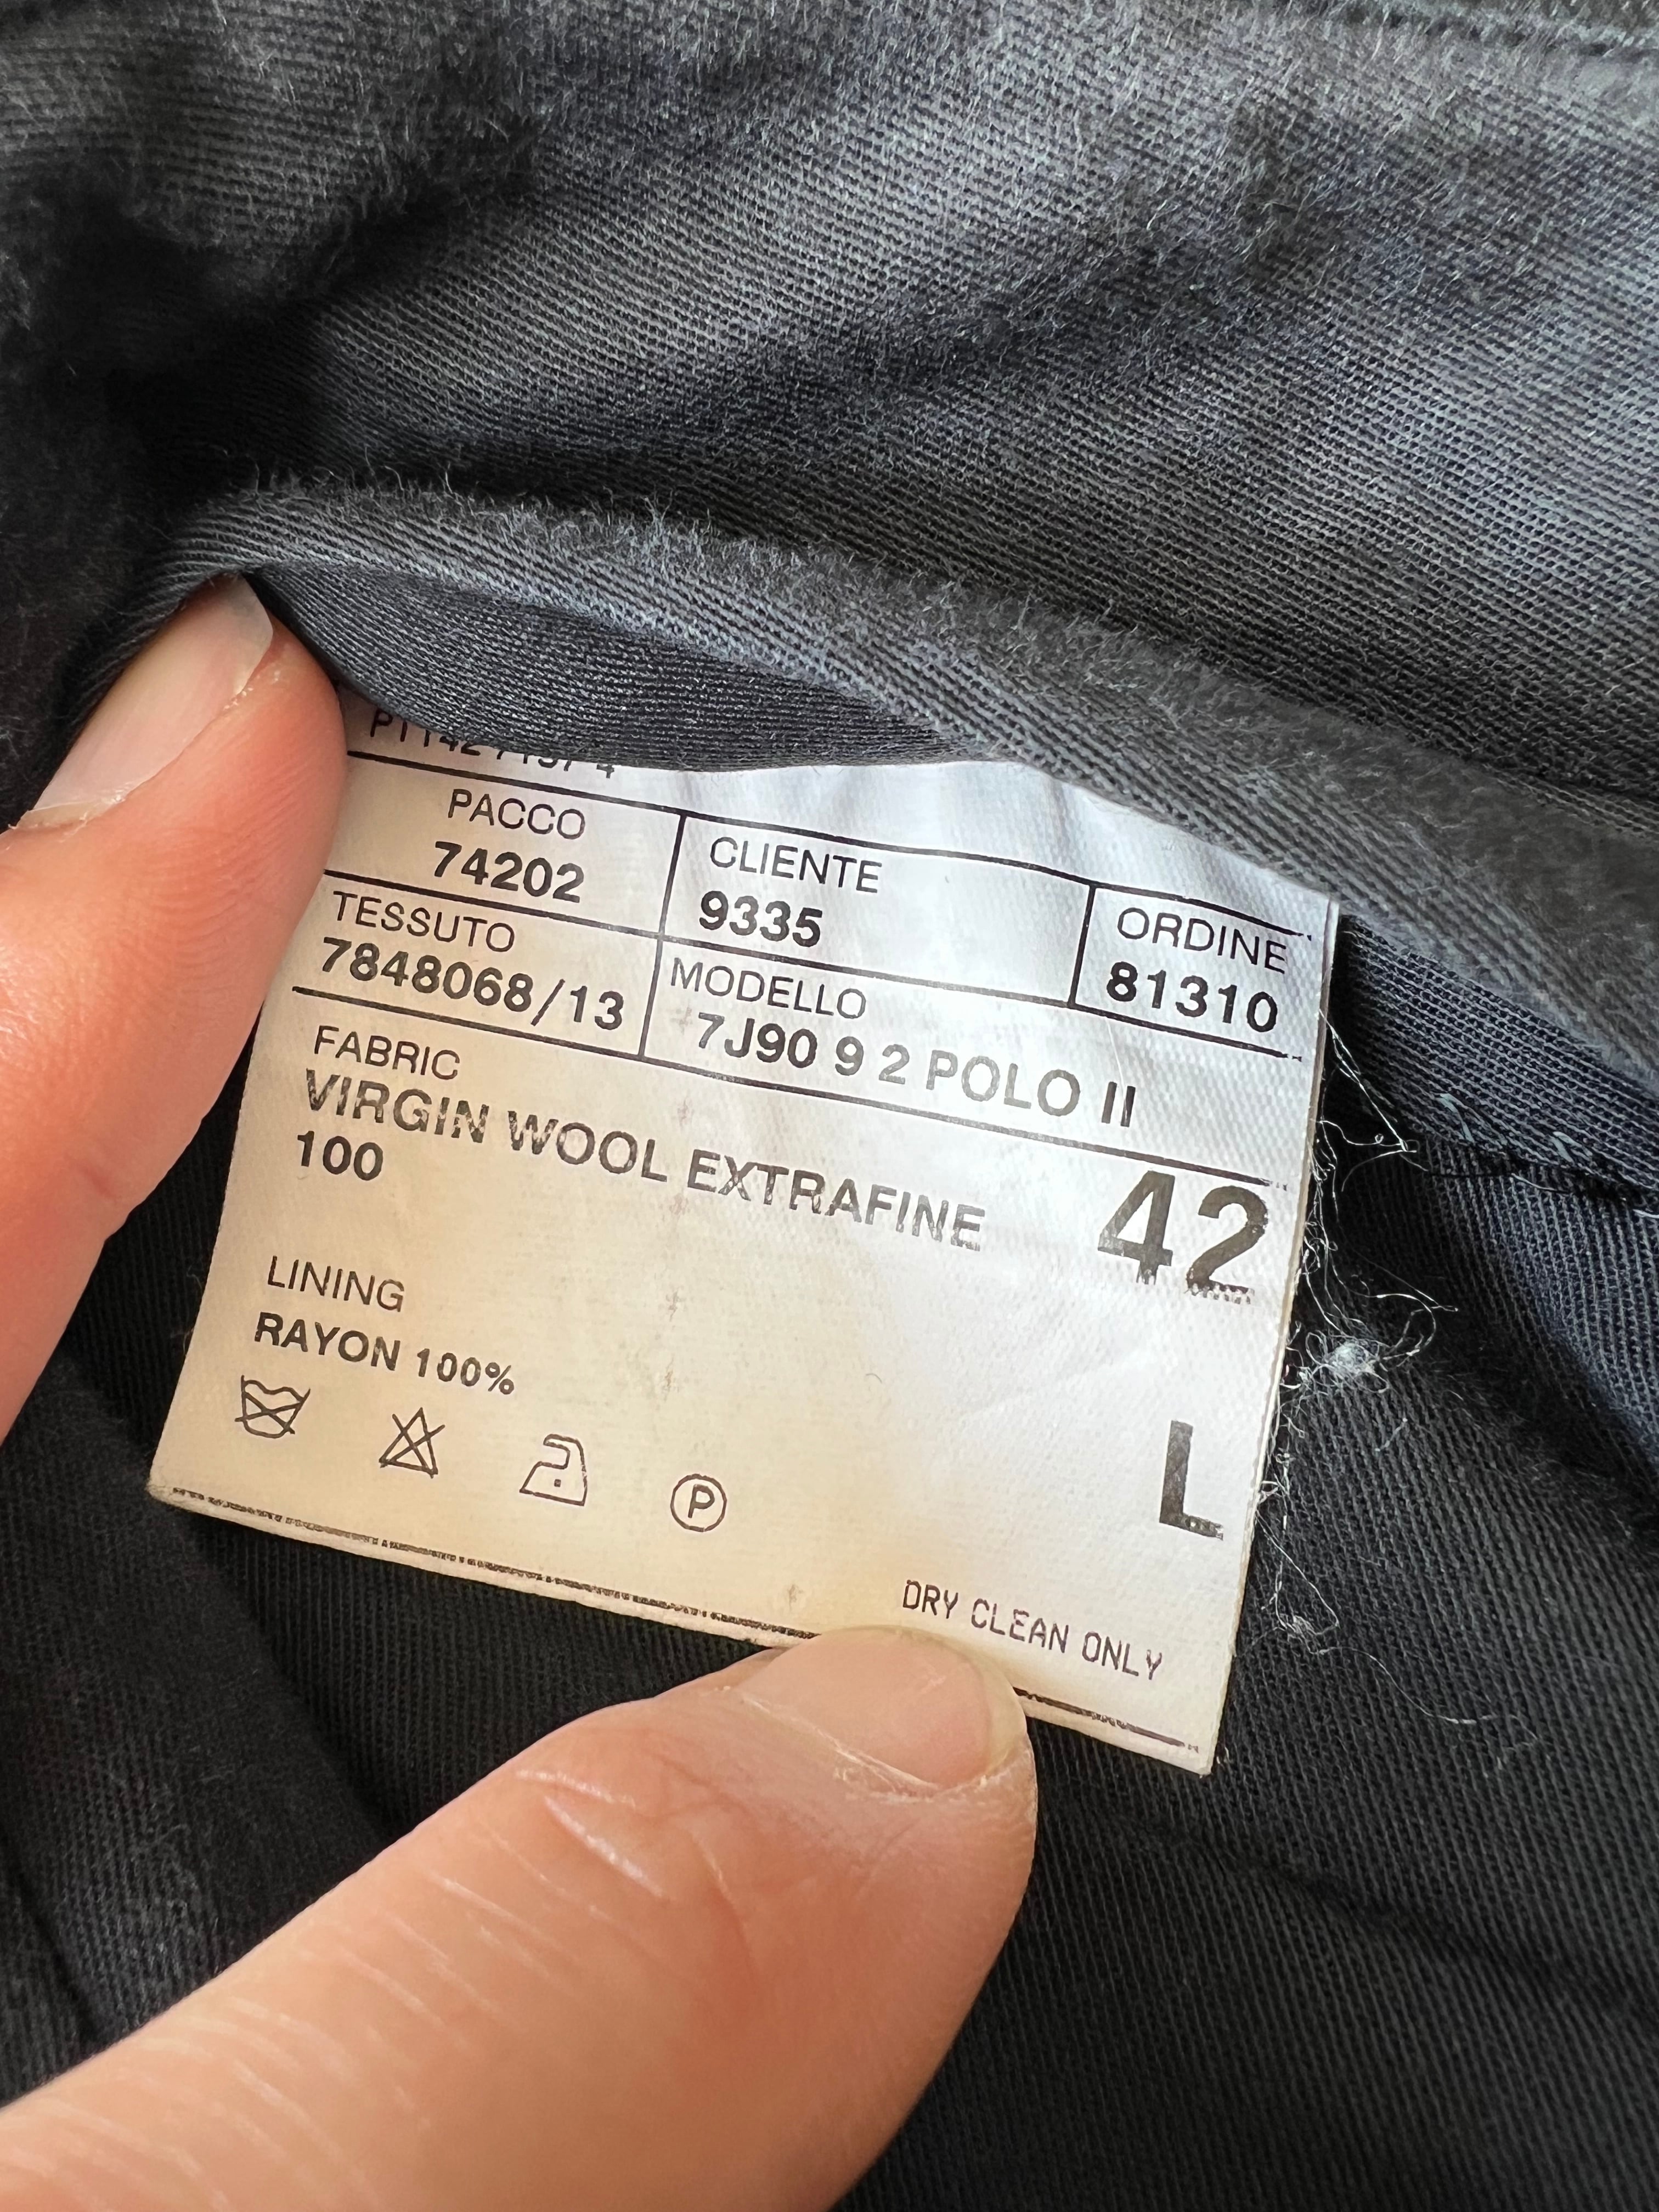 PACCO
74202
CLIENTE
9335
ORDINE
81310
TESSUTO
7848068/13
MODELLO
7J90 9 2 POLO II
FABRIC
VIRGIN WOOL EXTRAFINE
100
42
LINING
RAYON 100%
L
P
DRY CLEAN ONLY